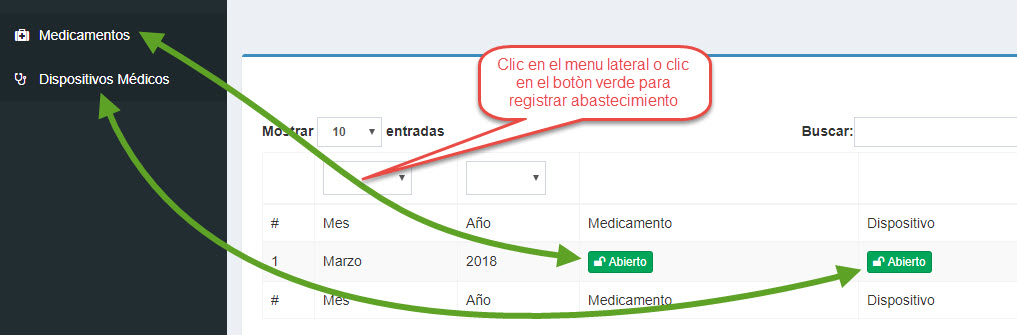 Medicamentos
Dispositivos Médicos
Clic en el menu lateral o clic
en el botòn verde para
registrar abastecimiento
Mostrar 10 entradas
Buscar:
# Mes Año Medicamento Dispositivo
1 Marzo 2018 Abierto Abierto
# Mes Año Medicamento Dispositivo